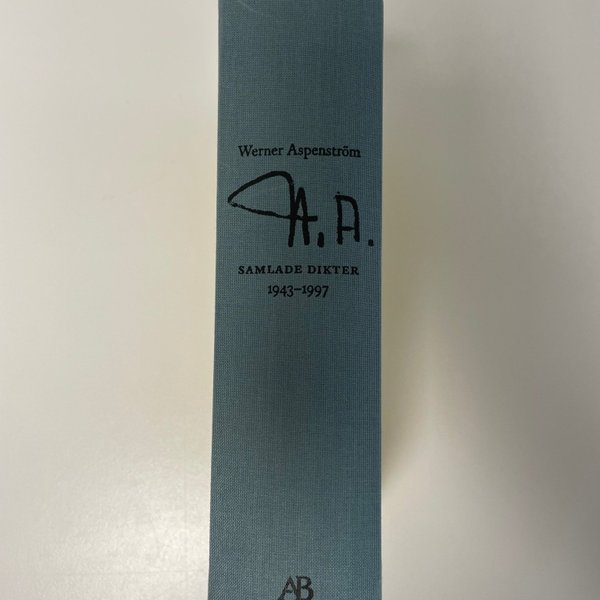 Werner Aspenström
A.A.
SAMLADE DIKTER
1943–1997
AB